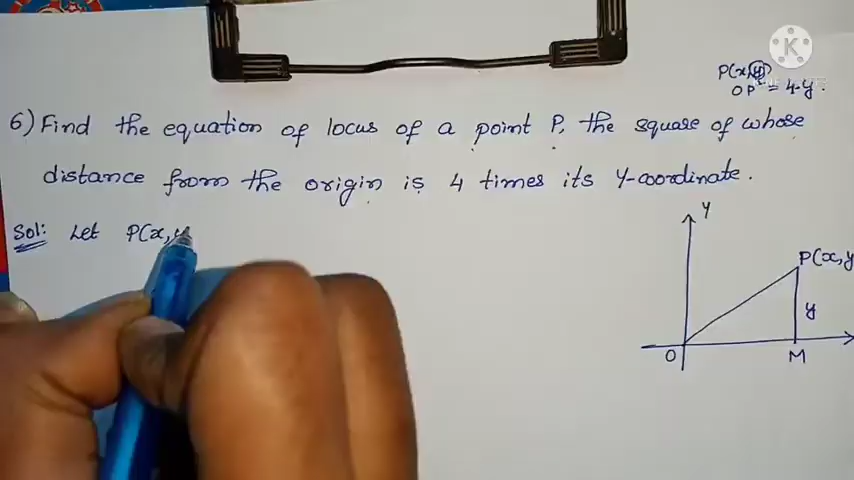 P(x,y)
OP² = 4·y.
6) Find the equation of locus of a point P, the square of whose
distance from the origin is 4 times its Y-coordinate.
Sol: Let P(x,y
Y
P(x,y
y
O
M